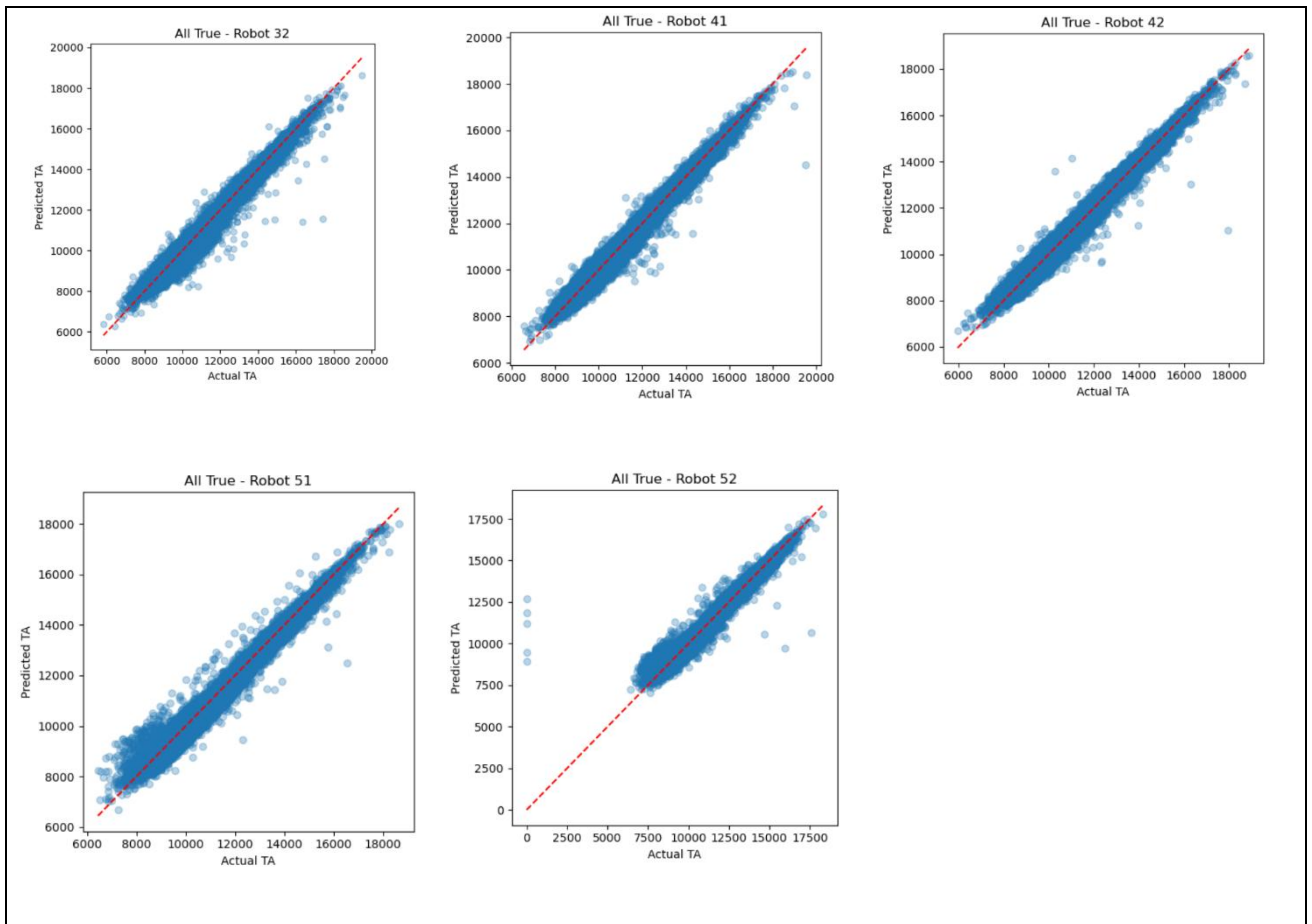 All True - Robot 32
20000
18000
16000
14000
12000
10000
8000
6000
Predicted TA
6000 8000 10000 12000 14000 16000 18000 20000
Actual TA
All True - Robot 41
20000
18000
16000
14000
12000
10000
8000
6000
Predicted TA
6000 8000 10000 12000 14000 16000 18000 20000
Actual TA
All True - Robot 42
18000
16000
14000
12000
10000
8000
6000
Predicted TA
6000 8000 10000 12000 14000 16000 18000
Actual TA
All True - Robot 51
18000
16000
14000
12000
10000
8000
6000
Predicted TA
6000 8000 10000 12000 14000 16000 18000
Actual TA
All True - Robot 52
17500
15000
12500
10000
7500
5000
2500
0
Predicted TA
0 2500 5000 7500 10000 12500 15000 17500
Actual TA